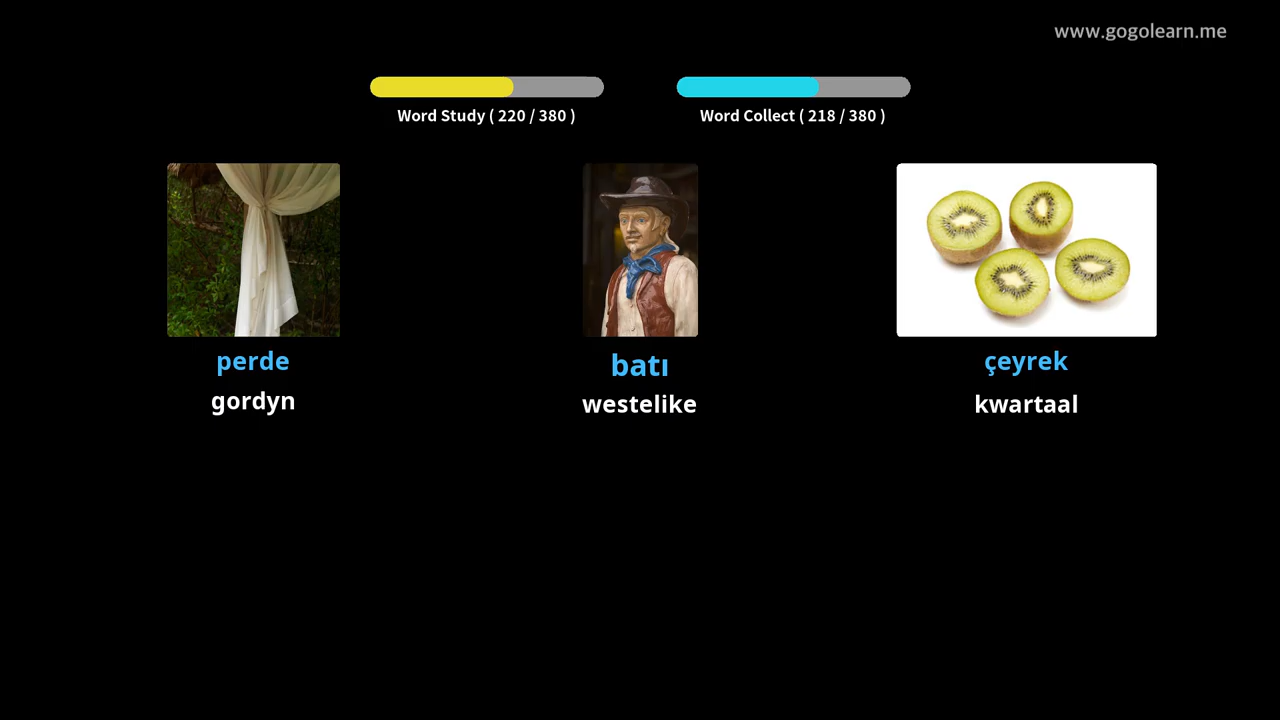 www.gogolearn.me
Word Study ( 220 / 380 )
Word Collect ( 218 / 380 )
perde
batı
çeyrek
gordyn
westelike
kwartaal